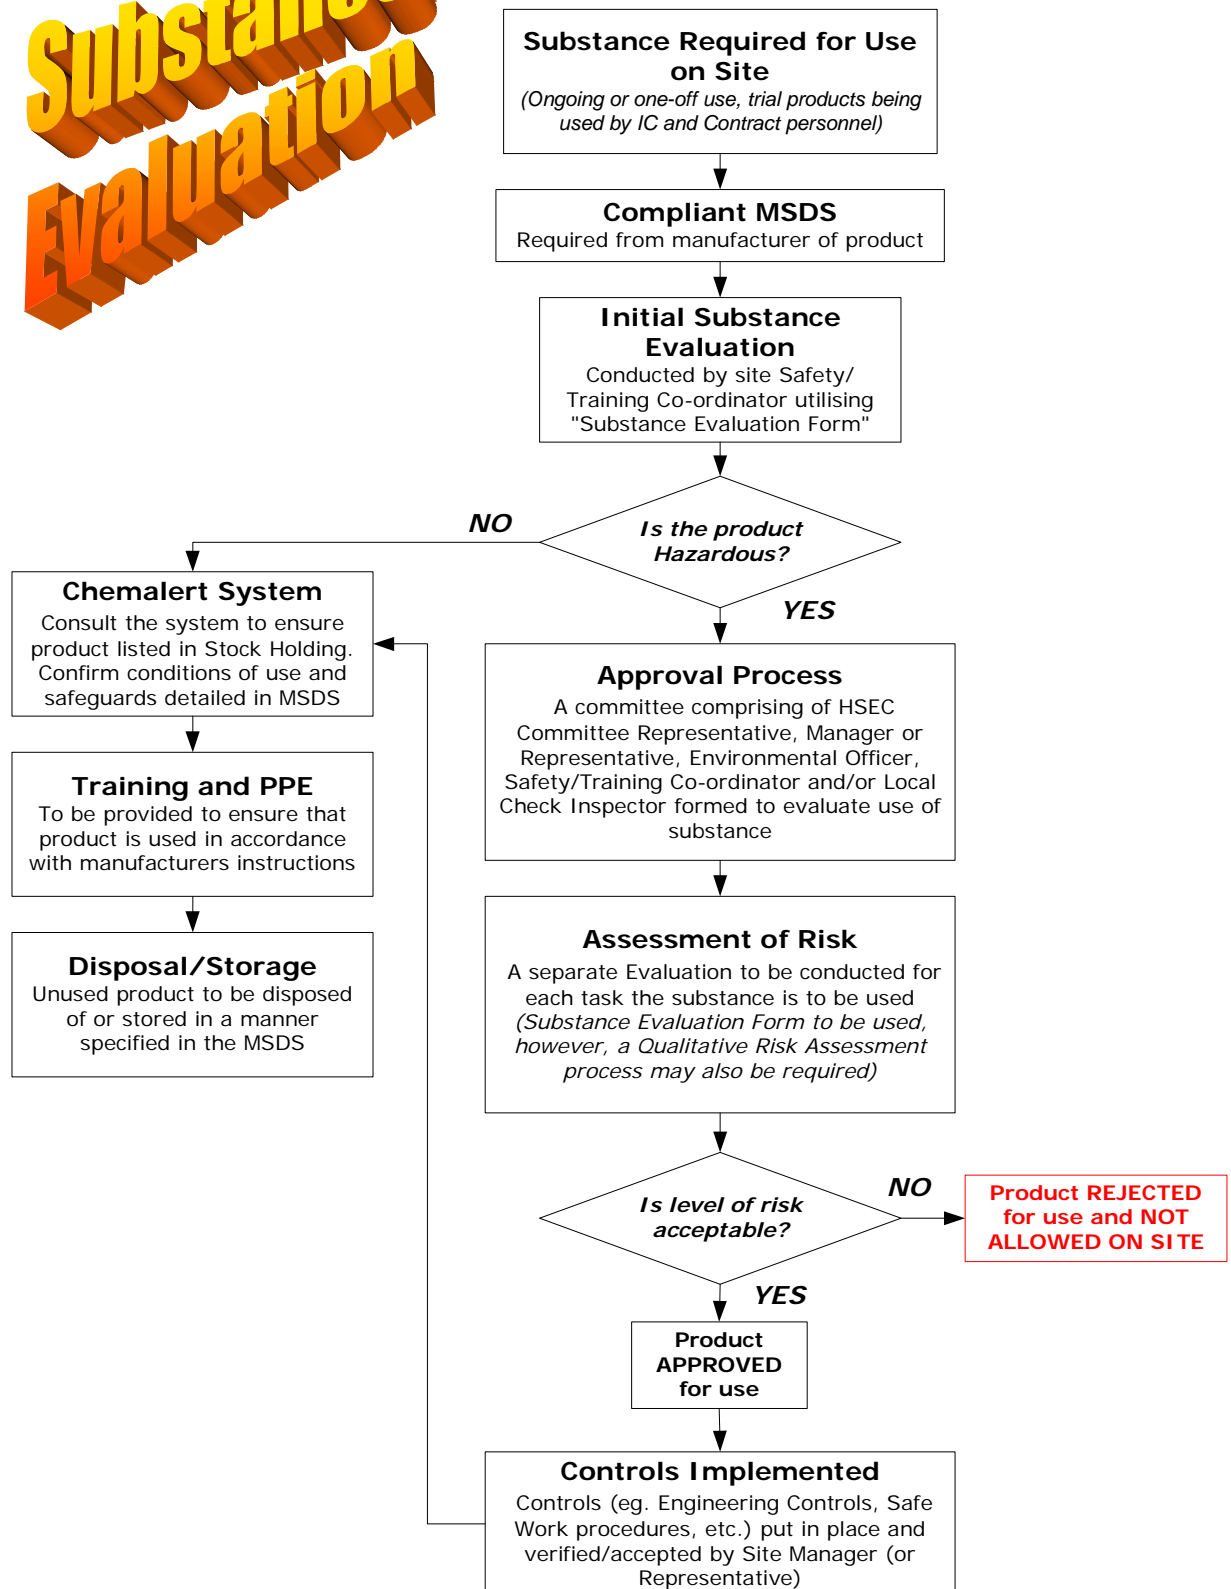 Substance
Evaluation
Substance Required for Use
on Site
(Ongoing or one-off use, trial products being
used by IC and Contract personnel)
Compliant MSDS
Required from manufacturer of product
Initial Substance
Evaluation
Conducted by site Safety/
Training Co-ordinator utilising
"Substance Evaluation Form"
Is the product
Hazardous?
NO
YES
Chemalert System
Consult the system to ensure
product listed in Stock Holding.
Confirm conditions of use and
safeguards detailed in MSDS
Training and PPE
To be provided to ensure that
product is used in accordance
with manufacturers instructions
Disposal/Storage
Unused product to be disposed
of or stored in a manner
specified in the MSDS
Approval Process
A committee comprising of HSEC
Committee Representative, Manager or
Representative, Environmental Officer,
Safety/Training Co-ordinator and/or Local
Check Inspector formed to evaluate use of
substance
Assessment of Risk
A separate Evaluation to be conducted for
each task the substance is to be used
(Substance Evaluation Form to be used,
however, a Qualitative Risk Assessment
process may also be required)
Is level of risk
acceptable?
NO
Product REJECTED
for use and NOT
ALLOWED ON SITE
YES
Product
APPROVED
for use
Controls Implemented
Controls (eg. Engineering Controls, Safe
Work procedures, etc.) put in place and
verified/accepted by Site Manager (or
Representative)